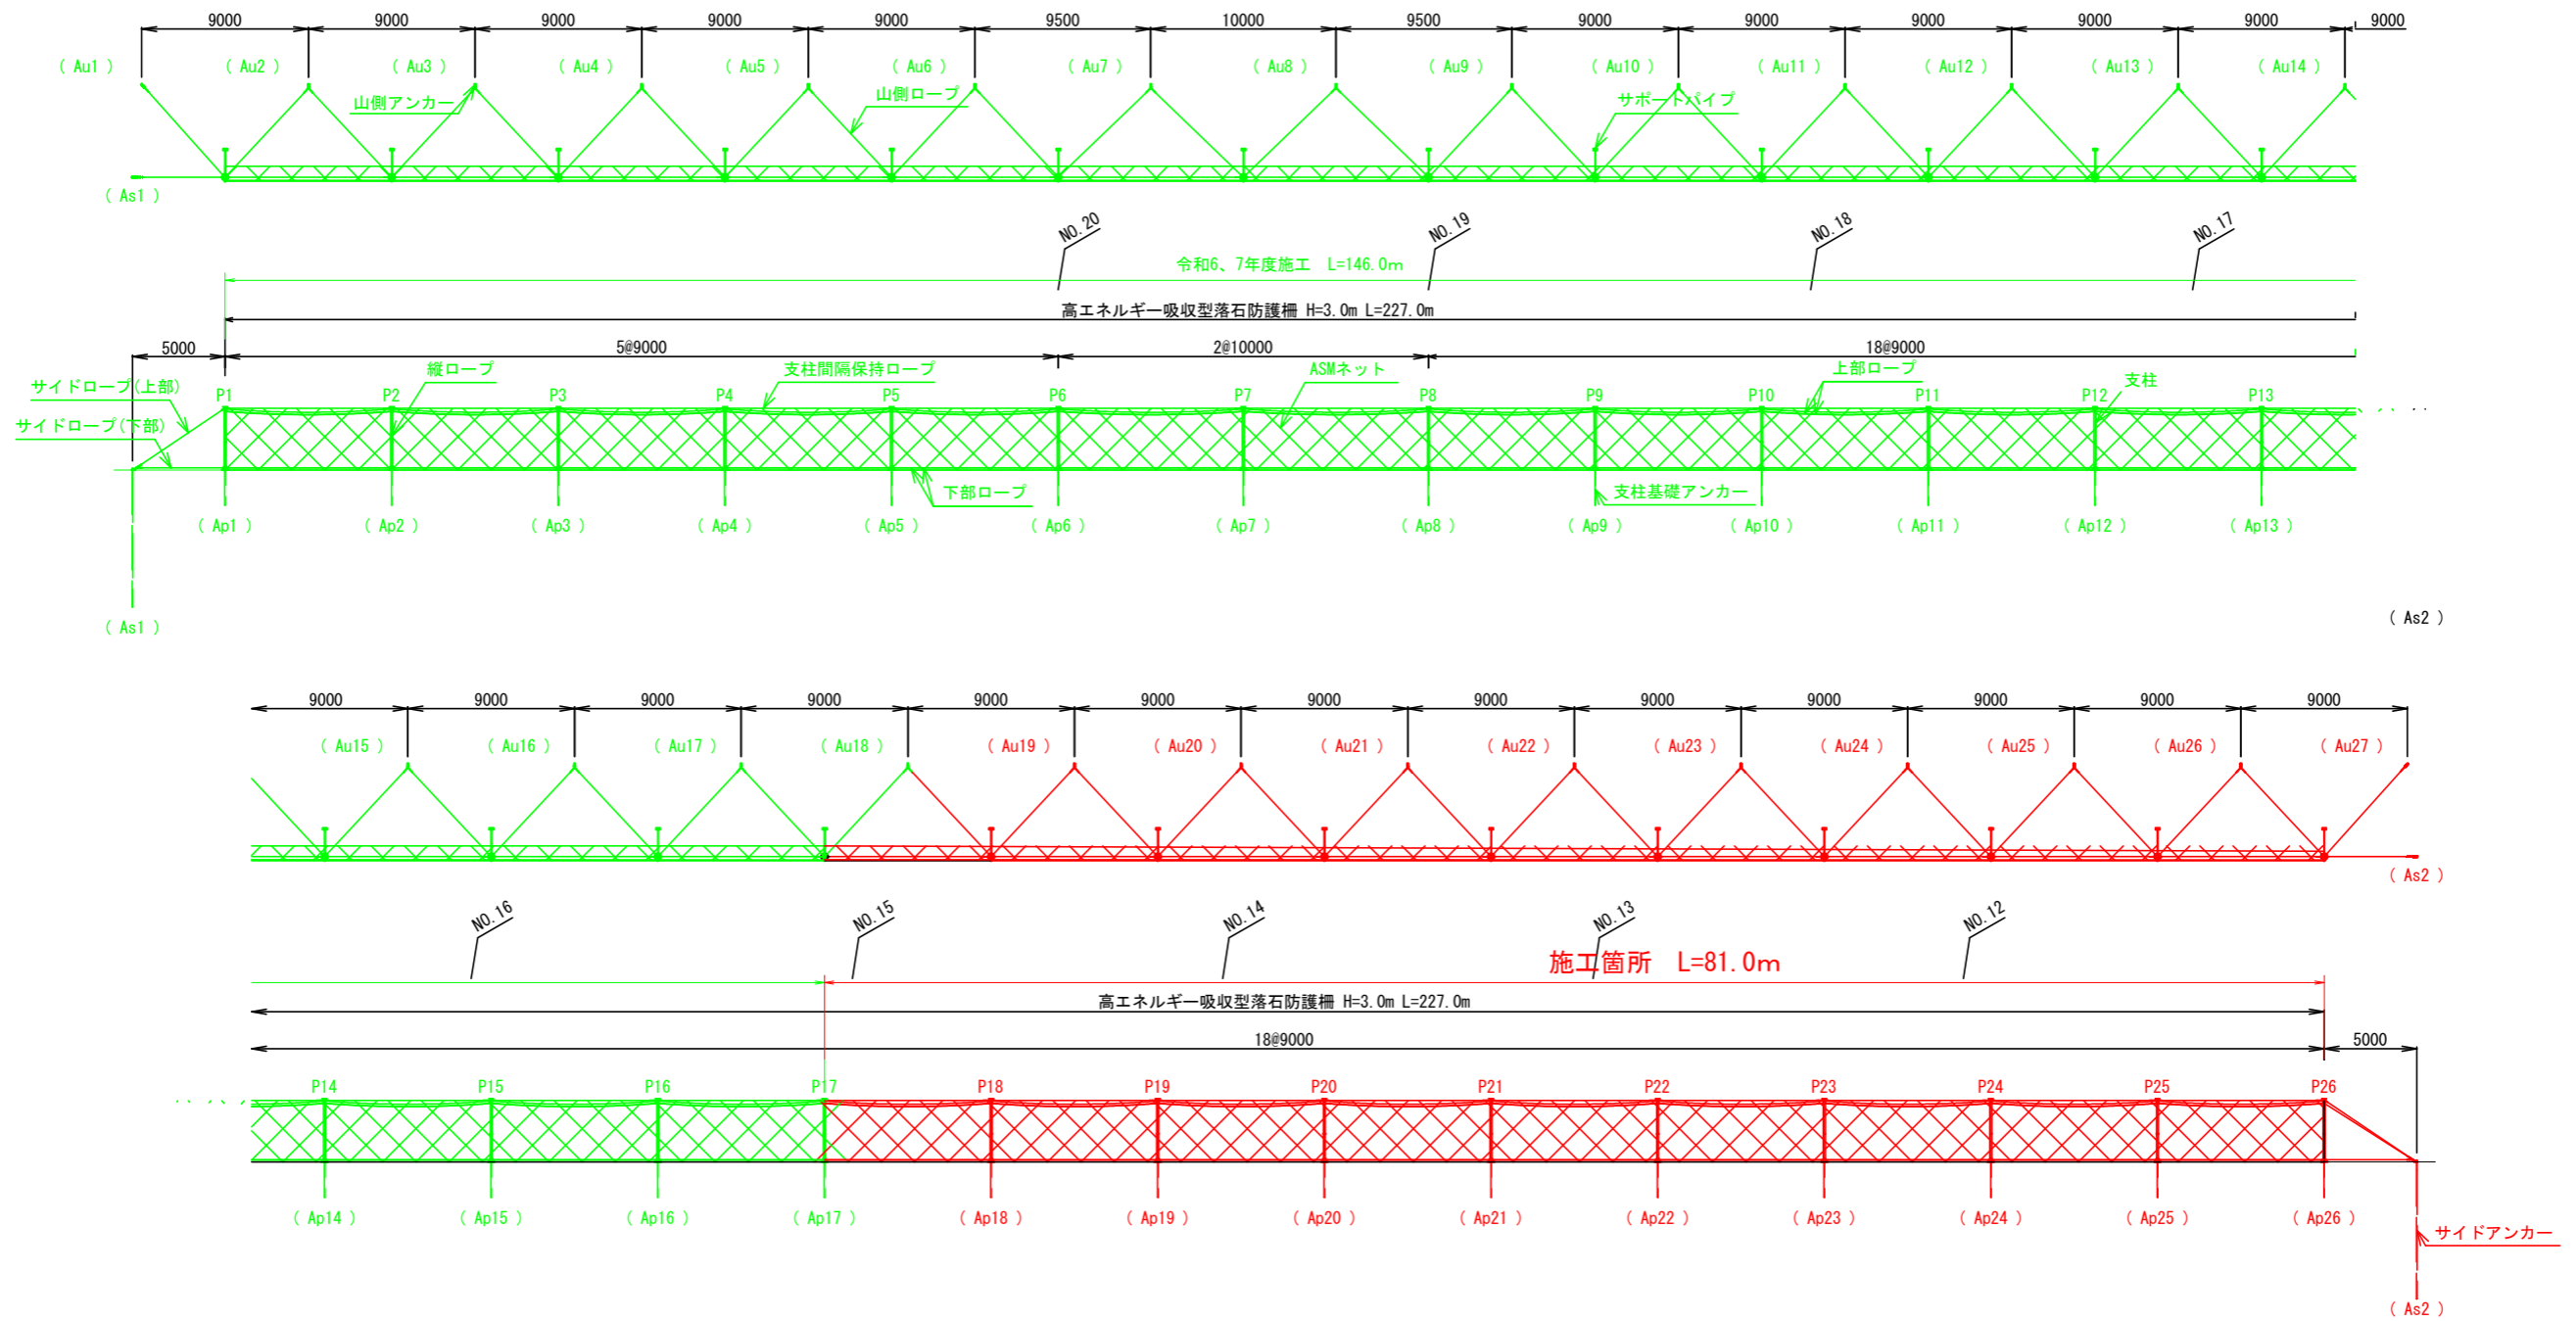 9000 9000 9000 9000 9000 9500 10000 9500 9000 9000 9000 9000 9000 9000
( Au1 ) ( Au2 ) ( Au3 ) ( Au4 ) ( Au5 ) ( Au6 ) ( Au7 ) ( Au8 ) ( Au9 ) ( Au10 ) ( Au11 ) ( Au12 ) ( Au13 ) ( Au14 )
山側アンカー 山側ロープ サポートパイプ
( As1 )
NO.20 NO.19 NO.18 NO.17
令和6、7年度施工 L=146.0m
高エネルギー吸収型落石防護柵 H=3.0m L=227.0m
5000 5@9000 2@10000 18@9000
サイドロープ(上部) 縦ロープ 支柱間隔保持ロープ ASMネット 上部ロープ 支柱
P1 P2 P3 P4 P5 P6 P7 P8 P9 P10 P11 P12 P13
サイドロープ(下部)
下部ロープ 支柱基礎アンカー
( Ap1 ) ( Ap2 ) ( Ap3 ) ( Ap4 ) ( Ap5 ) ( Ap6 ) ( Ap7 ) ( Ap8 ) ( Ap9 ) ( Ap10 ) ( Ap11 ) ( Ap12 ) ( Ap13 )
( As1 ) ( As2 )
9000 9000 9000 9000 9000 9000 9000 9000 9000 9000 9000 9000 9000
( Au15 ) ( Au16 ) ( Au17 ) ( Au18 ) ( Au19 ) ( Au20 ) ( Au21 ) ( Au22 ) ( Au23 ) ( Au24 ) ( Au25 ) ( Au26 ) ( Au27 )
( As2 )
NO.16 NO.15 NO.14 NO.13 NO.12
施工箇所 L=81.0m
高エネルギー吸収型落石防護柵 H=3.0m L=227.0m
18@9000 5000
P14 P15 P16 P17 P18 P19 P20 P21 P22 P23 P24 P25 P26
( Ap14 ) ( Ap15 ) ( Ap16 ) ( Ap17 ) ( Ap18 ) ( Ap19 ) ( Ap20 ) ( Ap21 ) ( Ap22 ) ( Ap23 ) ( Ap24 ) ( Ap25 ) ( Ap26 )
サイドアンカー
( As2 )